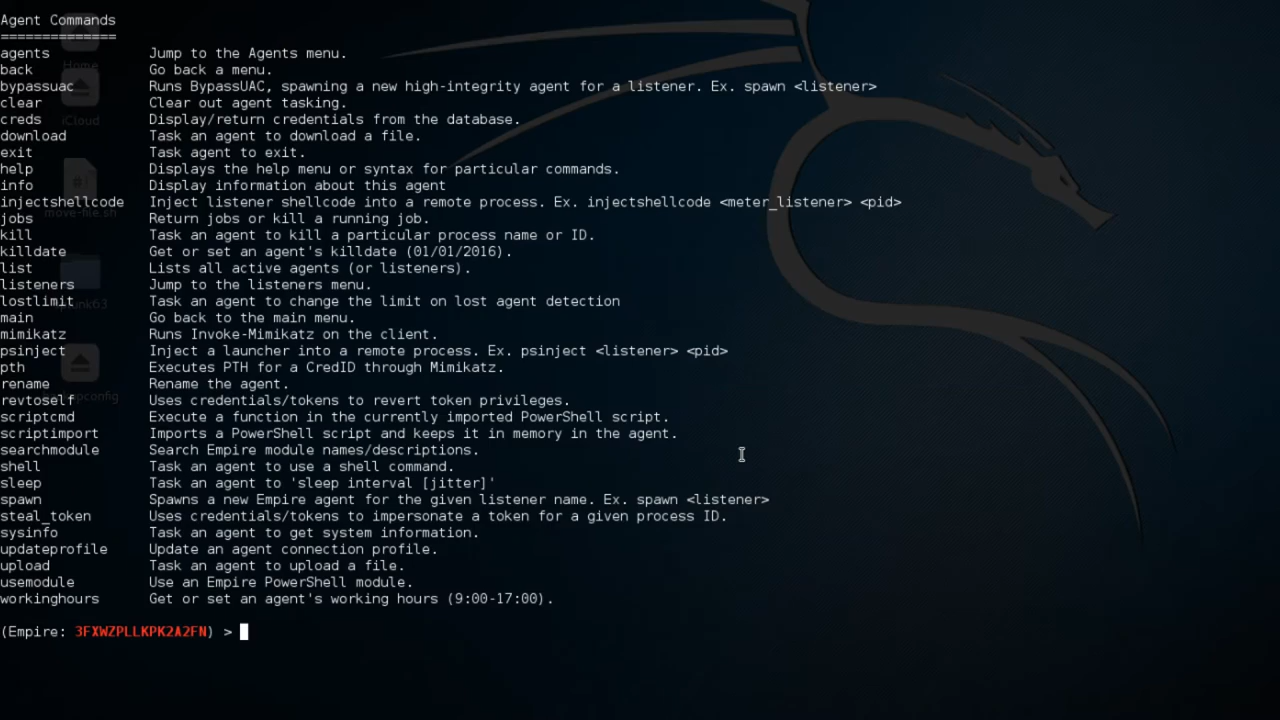 Agent Commands
==============
agents Jump to the Agents menu.
back Go back a menu.
bypassuac Runs BypassUAC, spawning a new high-integrity agent for a listener. Ex. spawn <listener>
clear Clear out agent tasking.
creds Display/return credentials from the database.
download Task an agent to download a file.
exit Task agent to exit.
help Displays the help menu or syntax for particular commands.
info Display information about this agent
injectshellcode Inject listener shellcode into a remote process. Ex. injectshellcode <meter_listener> <pid>
jobs Return jobs or kill a running job.
kill Task an agent to kill a particular process name or ID.
killdate Get or set an agent's killdate (01/01/2016).
list Lists all active agents (or listeners).
listeners Jump to the listeners menu.
lostlimit Task an agent to change the limit on lost agent detection
main Go back to the main menu.
mimikatz Runs Invoke-Mimikatz on the client.
psinject Inject a launcher into a remote process. Ex. psinject <listener> <pid>
pth Executes PTH for a CredID through Mimikatz.
rename Rename the agent.
revtoself Uses credentials/tokens to revert token privileges.
scriptcmd Execute a function in the currently imported PowerShell script.
scriptimport Imports a PowerShell script and keeps it in memory in the agent.
searchmodule Search Empire module names/descriptions.
shell Task an agent to use a shell command.
sleep Task an agent to 'sleep interval [jitter]'
spawn Spawns a new Empire agent for the given listener name. Ex. spawn <listener>
steal_token Uses credentials/tokens to impersonate a token for a given process ID.
sysinfo Task an agent to get system information.
updateprofile Update an agent connection profile.
upload Task an agent to upload a file.
usemodule Use an Empire PowerShell module.
workinghours Get or set an agent's working hours (9:00-17:00).
(Empire: 3FXWZPLLKPK2A2FN) >
Home
iCloud
move-file.sh